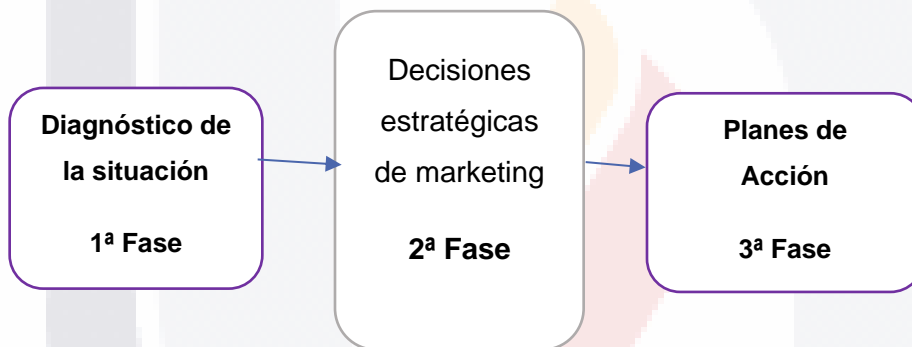 Diagnóstico de
la situación
1ª Fase
Decisiones
estratégicas
de marketing
2ª Fase
Planes de
Acción
3ª Fase